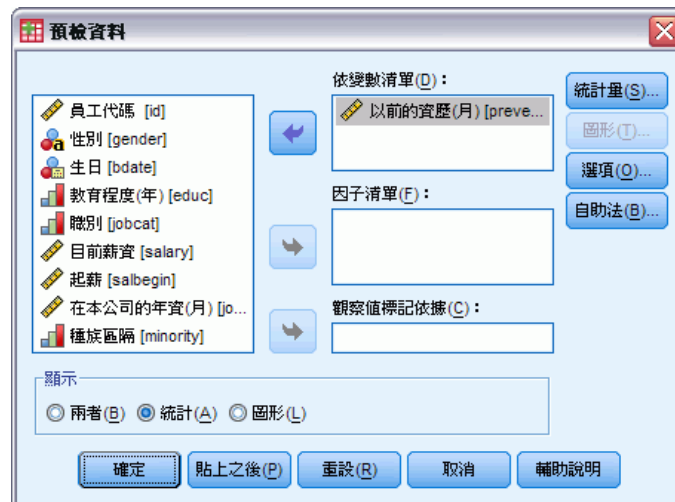 預檢資料
員工代碼 [id]
性別 [gender]
生日 [bdate]
教育程度(年) [educ]
職別 [jobcat]
目前薪資 [salary]
起薪 [salbegin]
在本公司的年資(月) [jo...
種族區隔 [minority]
依變數清單(D)：
以前的資歷(月) [preve...
因子清單(F)：
觀察值標記依據(C)：
統計量(S)...
圖形(T)...
選項(O)...
自助法(B)...
顯示
兩者(B) 統計(A) 圖形(L)
確定 貼上之後(P) 重設(R) 取消 輔助說明